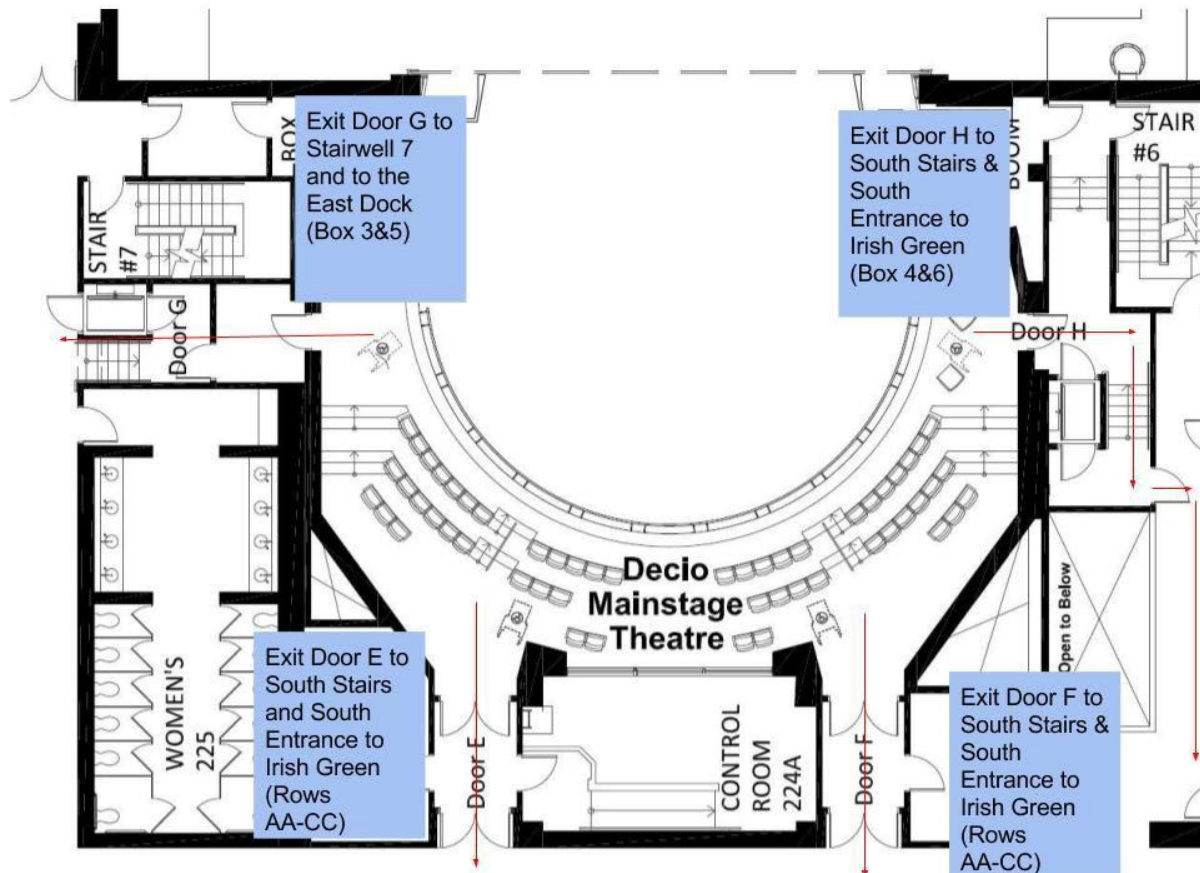 Exit Door G to
Stairwell 7
and to the
East Dock
(Box 3&5)
Exit Door H to
South Stairs &
South
Entrance to
Irish Green
(Box 4&6)
BOX
STAIR
#7
Door G
STAIR
#6
Door H
Decio
Mainstage
Theatre
Open to Below
Exit Door E to
South Stairs
and South
Entrance to
Irish Green
(Rows
AA-CC)
Exit Door F to
South Stairs &
South
Entrance to
Irish Green
(Rows
AA-CC)
WOMEN'S
225
Door E
CONTROL
ROOM
224A
Door F